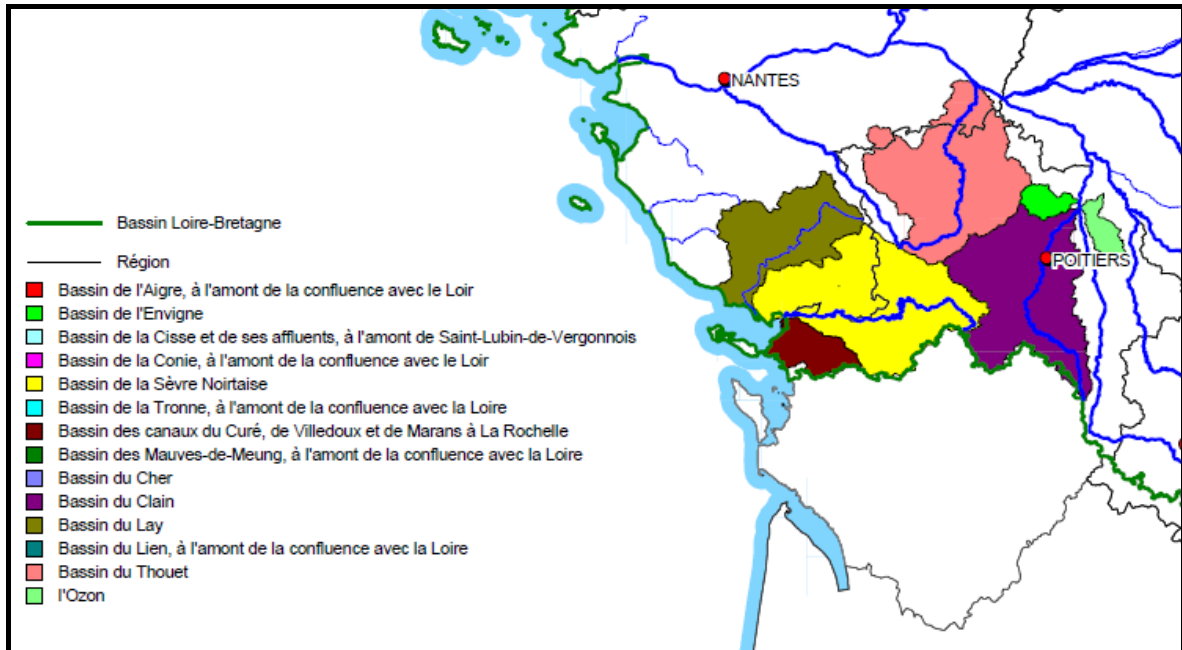 NANTES
POITIERS
Bassin Loire-Bretagne
Région
Bassin de l'Aigre, à l'amont de la confluence avec le Loir
Bassin de l'Envigne
Bassin de la Cisse et de ses affluents, à l'amont de Saint-Lubin-de-Vergonnois
Bassin de la Conie, à l'amont de la confluence avec le Loir
Bassin de la Sèvre Noirtaise
Bassin de la Tronne, à l'amont de la confluence avec la Loire
Bassin des canaux du Curé, de Villedoux et de Marans à La Rochelle
Bassin des Mauves-de-Meung, à l'amont de la confluence avec la Loire
Bassin du Cher
Bassin du Clain
Bassin du Lay
Bassin du Lien, à l'amont de la confluence avec la Loire
Bassin du Thouet
l'Ozon